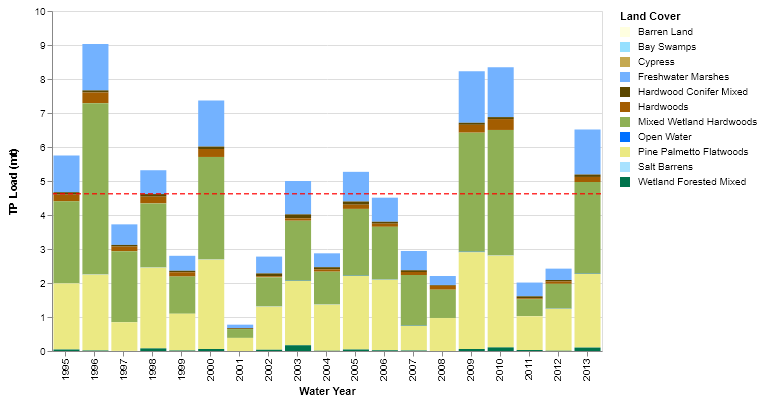 Land Cover
Barren Land
Bay Swamps
Cypress
Freshwater Marshes
Hardwood Conifer Mixed
Hardwoods
Mixed Wetland Hardwoods
Open Water
Pine Palmetto Flatwoods
Salt Barrens
Wetland Forested Mixed
TP Load (mt)
10
9
8
7
6
5
4
3
2
1
0
1995 1996 1997 1998 1999 2000 2001 2002 2003 2004 2005 2006 2007 2008 2009 2010 2011 2012 2013
Water Year